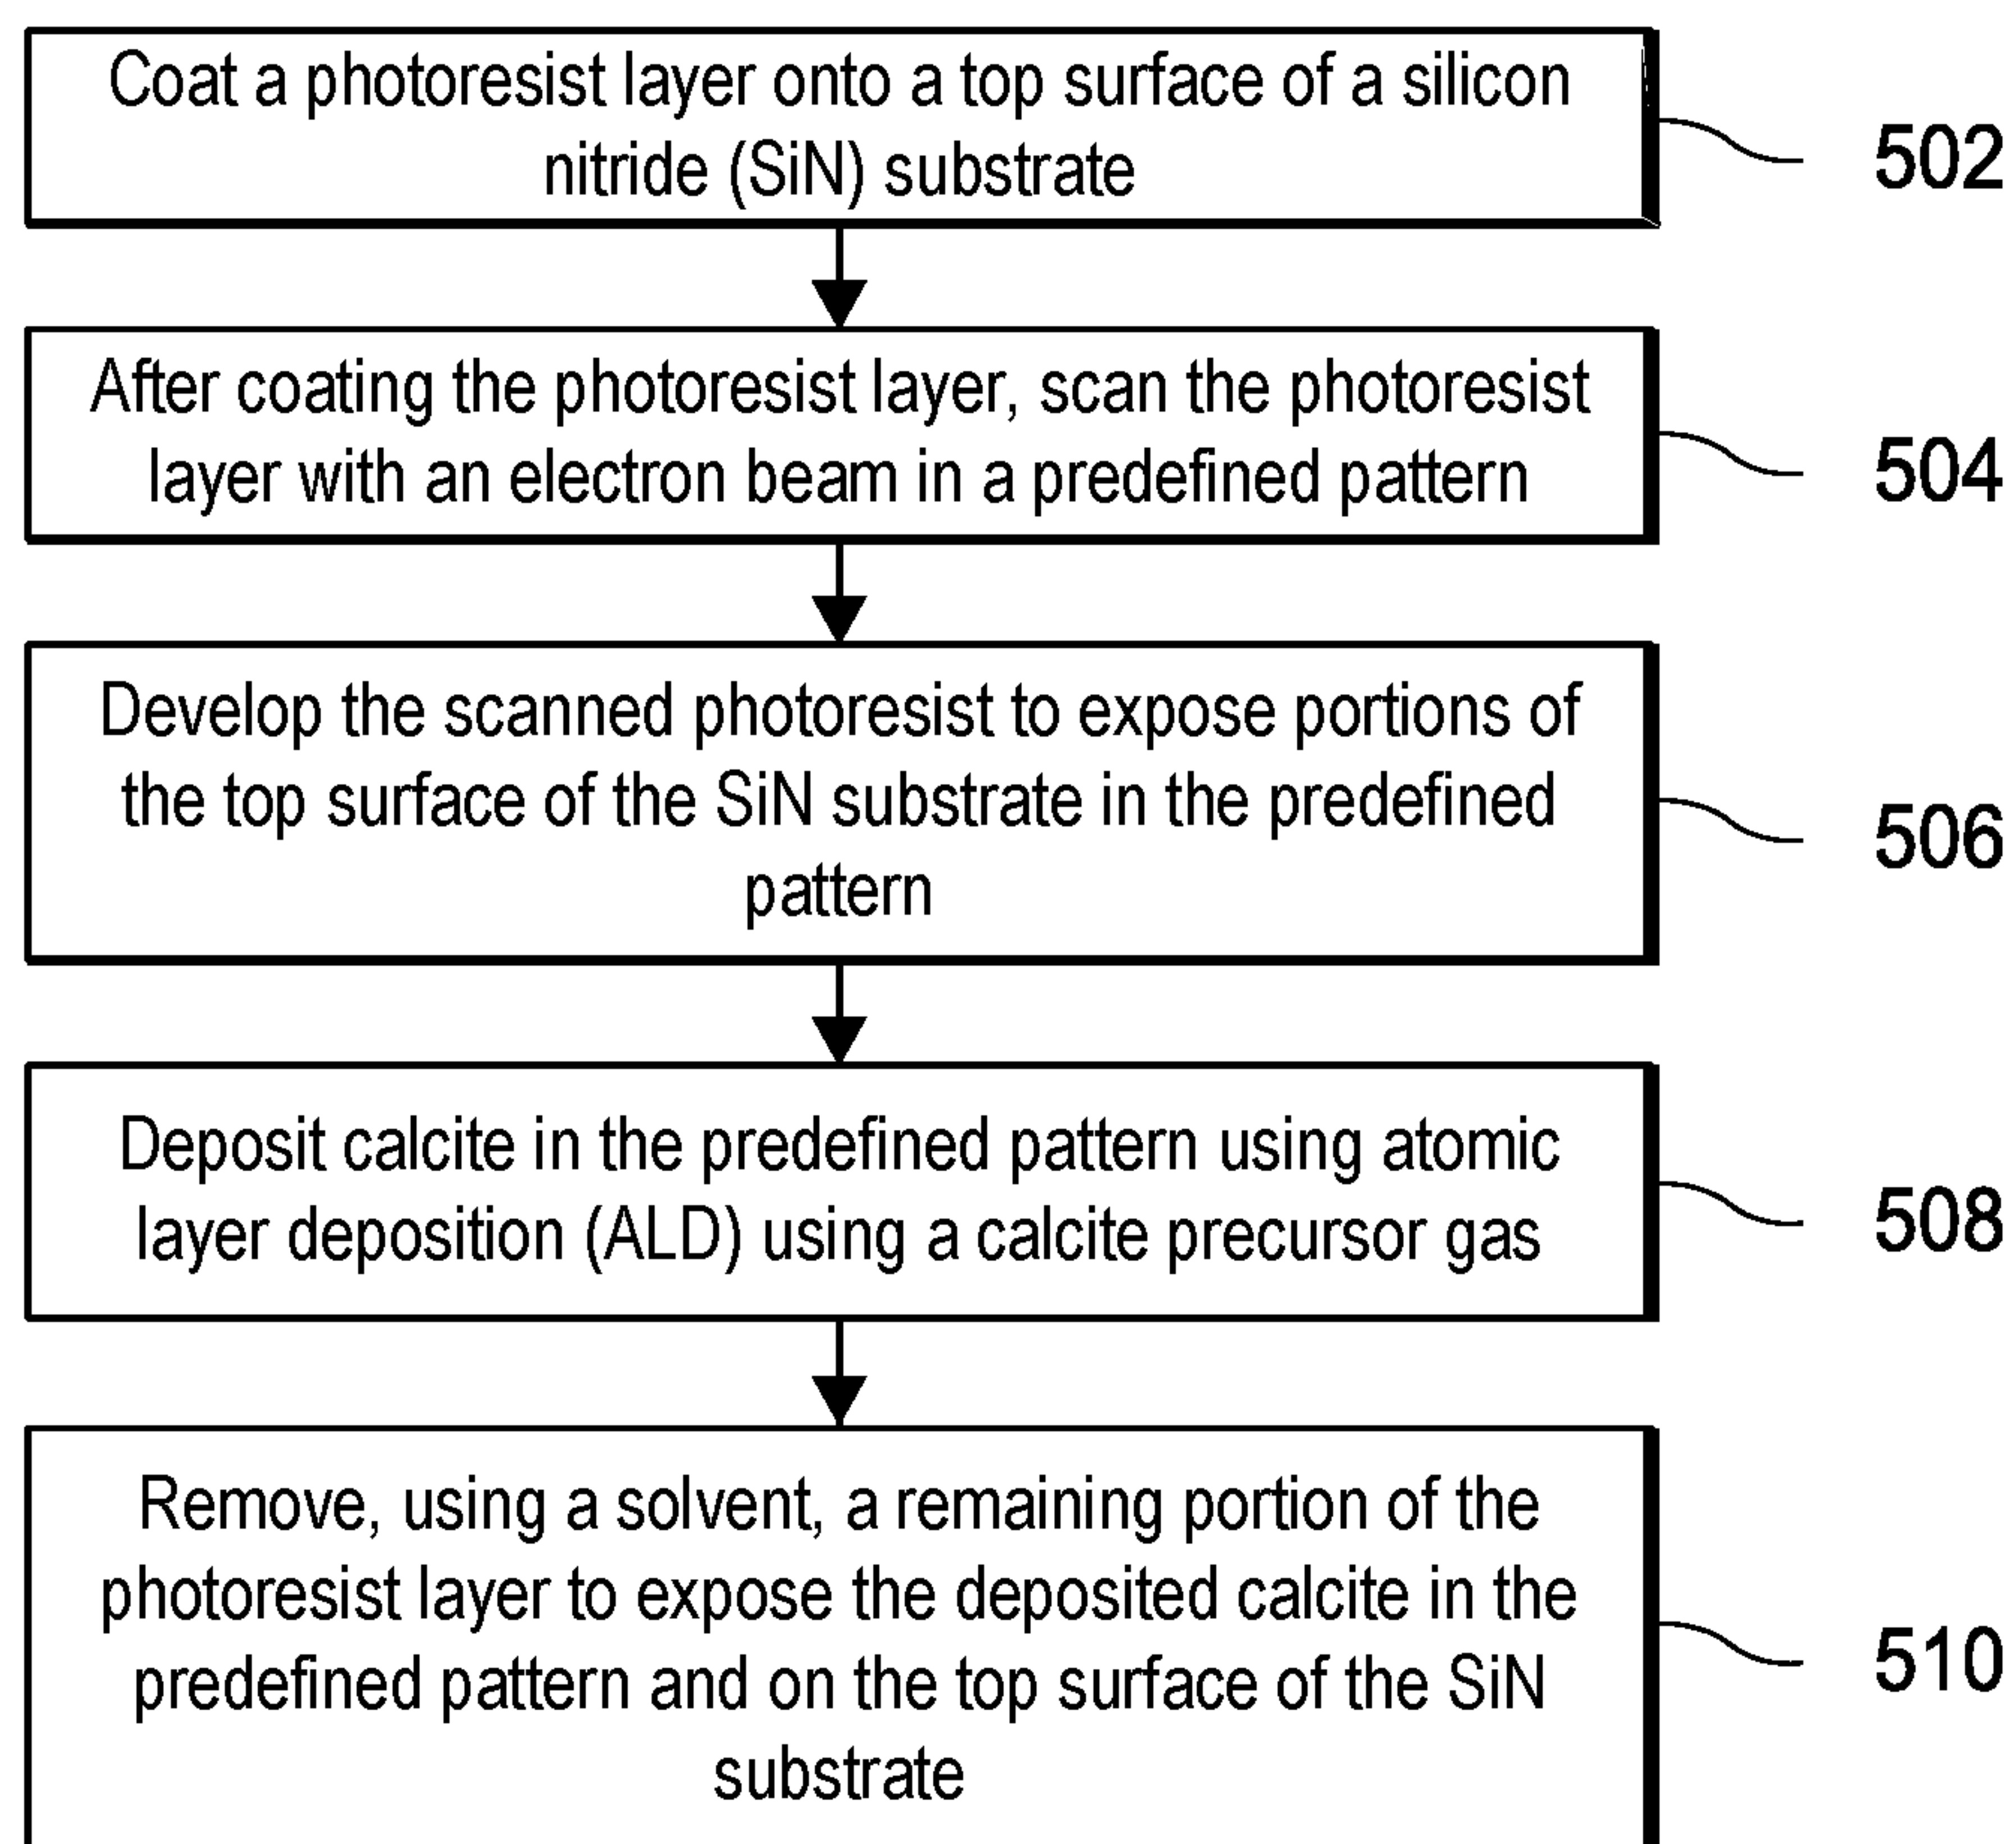 Coat a photoresist layer onto a top surface of a silicon
nitride (SiN) substrate
502
After coating the photoresist layer, scan the photoresist
layer with an electron beam in a predefined pattern
504
Develop the scanned photoresist to expose portions of
the top surface of the SiN substrate in the predefined
pattern
506
Deposit calcite in the predefined pattern using atomic
layer deposition (ALD) using a calcite precursor gas
508
Remove, using a solvent, a remaining portion of the
photoresist layer to expose the deposited calcite in the
predefined pattern and on the top surface of the SiN
substrate
510